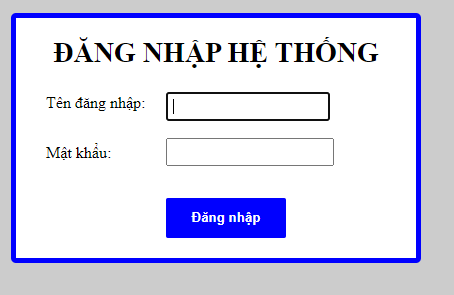 ĐĂNG NHẬP HỆ THỐNG
Tên đăng nhập:
Mật khẩu:
Đăng nhập